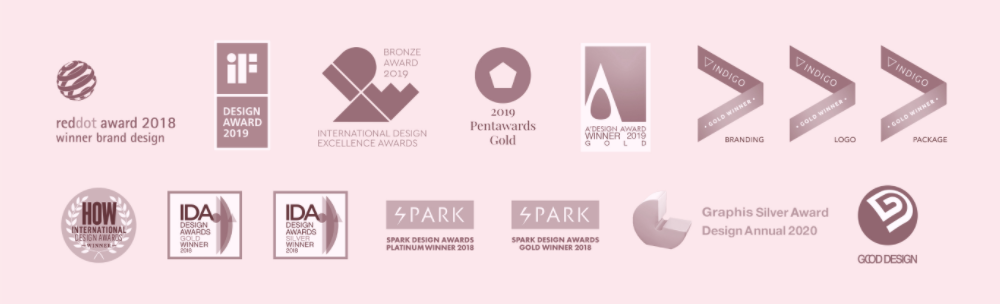 reddot award 2018
winner brand design
iF
DESIGN
AWARD
2019
BRONZE
AWARD
2019
INTERNATIONAL DESIGN
EXCELLENCE AWARDS
2019
Pentawards
Gold
A'DESIGN AWARD
WINNER 2019
GOLD
INDIGO
• GOLD WINNER •
BRANDING
INDIGO
• GOLD WINNER •
LOGO
INDIGO
• GOLD WINNER •
PACKAGE
HOW
INTERNATIONAL
DESIGN AWARDS
WINNER
IDA
DESIGN
AWARDS
GOLD
WINNER
2018
IDA
DESIGN
AWARDS
SILVER
WINNER
2018
SPARK
SPARK DESIGN AWARDS
PLATINUM WINNER 2018
SPARK
SPARK DESIGN AWARDS
GOLD WINNER 2018
Graphis Silver Award
Design Annual 2020
GOOD DESIGN